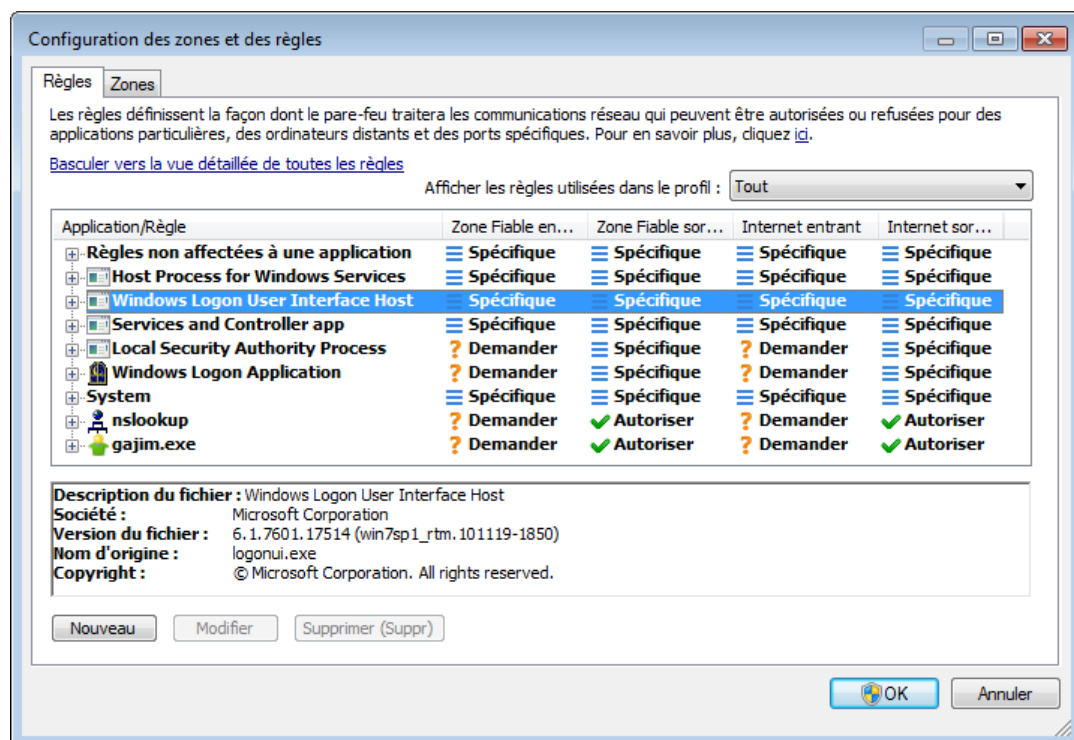 Configuration des zones et des règles
Règles Zones
Les règles définissent la façon dont le pare-feu traitera les communications réseau qui peuvent être autorisées ou refusées pour des
applications particulières, des ordinateurs distants et des ports spécifiques. Pour en savoir plus, cliquez ici.
Basculer vers la vue détaillée de toutes les règles
Afficher les règles utilisées dans le profil : Tout
Application/Règle Zone Fiable en... Zone Fiable sor... Internet entrant Internet sor...
Règles non affectées à une application Spécifique Spécifique Spécifique Spécifique
Host Process for Windows Services Spécifique Spécifique Spécifique Spécifique
Windows Logon User Interface Host Spécifique Spécifique Spécifique Spécifique
Services and Controller app Spécifique Spécifique Spécifique Spécifique
Local Security Authority Process ? Demander Spécifique ? Demander Spécifique
Windows Logon Application ? Demander Spécifique ? Demander Spécifique
System Spécifique Spécifique Spécifique Spécifique
nslookup ? Demander Autoriser ? Demander Autoriser
gajim.exe ? Demander Autoriser ? Demander Autoriser
Description du fichier : Windows Logon User Interface Host
Société : Microsoft Corporation
Version du fichier : 6.1.7601.17514 (win7sp1_rtm.101119-1850)
Nom d'origine : logonui.exe
Copyright : © Microsoft Corporation. All rights reserved.
Nouveau Modifier Supprimer (Suppr)
OK Annuler